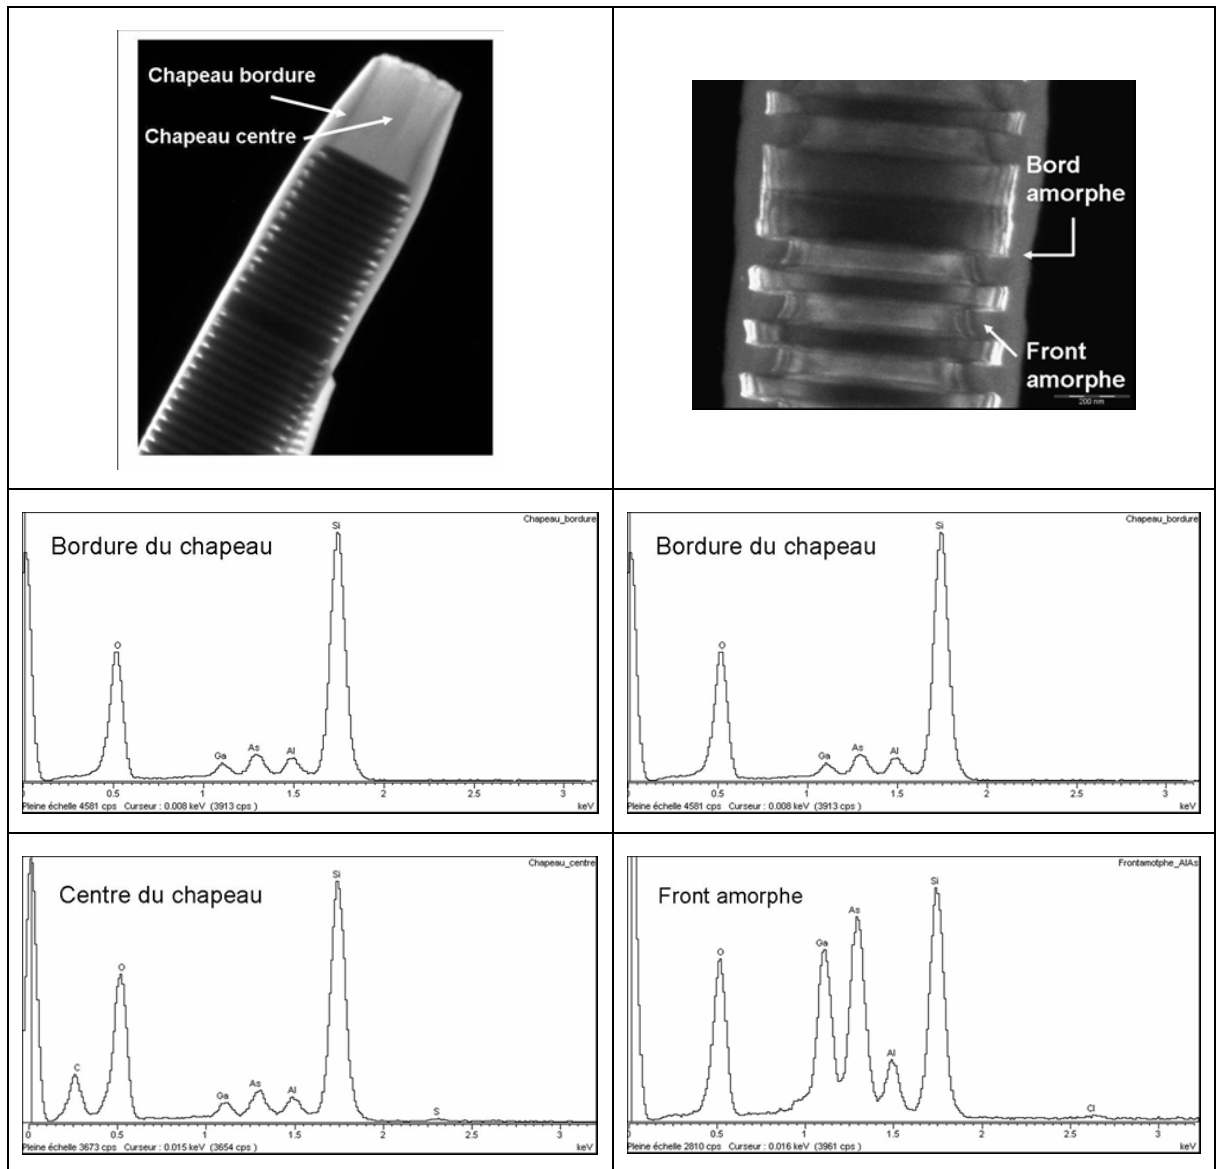 Chapeau bordure
Chapeau centre
Bord
amorphe
Front
amorphe
200 nm
Chapeau_bordure
Bordure du chapeau
Si
O
Ga
As
Al
0.5
1
1.5
2
2.5
3
Pleine échelle 4581 cps Curseur : 0.008 keV (3913 cps )
keV
Chapeau_bordure
Bordure du chapeau
Si
O
Ga
As
Al
0.5
1
1.5
2
2.5
3
Pleine échelle 4581 cps Curseur : 0.008 keV (3913 cps )
keV
Chapeau_centre
Centre du chapeau
Si
O
C
Ga
As
Al
S
0
0.5
1
1.5
2
2.5
3
Pleine échelle 3673 cps Curseur : 0.015 keV (3654 cps )
keV
Frontamotphe_AlAs
Front amorphe
Si
As
Ga
O
Al
Cl
0
0.5
1
1.5
2
2.5
3
Pleine échelle 2810 cps Curseur : 0.016 keV (3961 cps )
keV